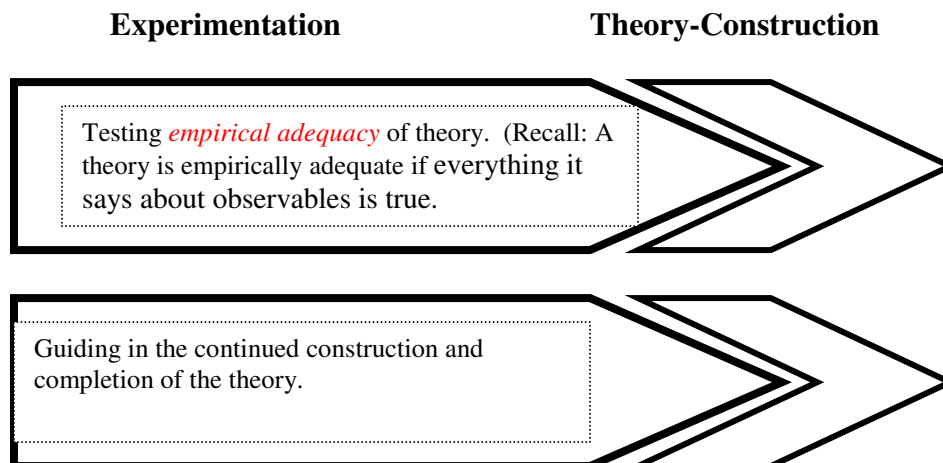 Experimentation Theory-Construction
Testing empirical adequacy of theory. (Recall: A
theory is empirically adequate if everything it
says about observables is true.
Guiding in the continued construction and
completion of the theory.